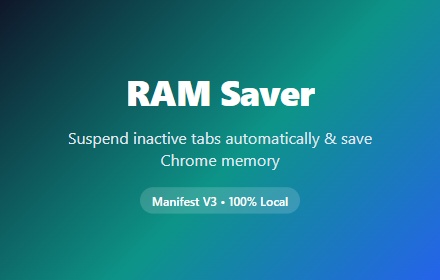 RAM Saver
Suspend inactive tabs automatically & save
Chrome memory
Manifest V3 • 100% Local